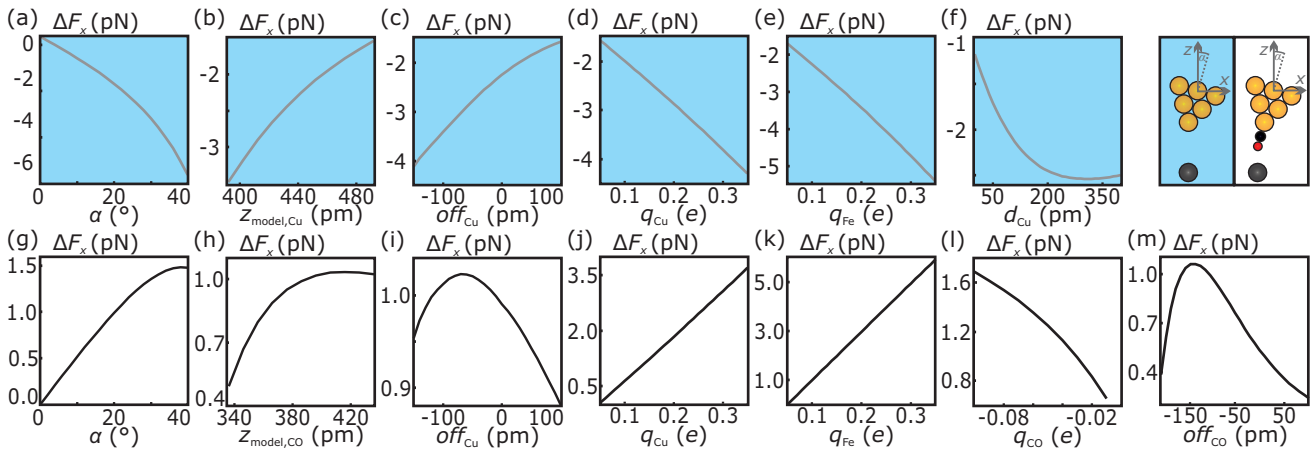 (a) ΔFx (pN)
0
-2
-4
-6
0 20 40
α (°)
(b) ΔFx (pN)
-2
-3
400 440 480
zmodel,Cu (pm)
(c) ΔFx (pN)
-2
-3
-4
-100 0 100
offCu (pm)
(d) ΔFx (pN)
-2
-3
-4
0.1 0.2 0.3
qCu (e)
(e) ΔFx (pN)
-2
-3
-4
-5
0.1 0.2 0.3
qFe (e)
(f) ΔFx (pN)
-1
-2
50 200 350
dCu (pm)
z α x
z α x
(g) ΔFx (pN)
1.5
1.0
0.5
0.0
0 20 40
α (°)
(h) ΔFx (pN)
1.0
0.7
0.4
340 380 420
zmodel,CO (pm)
(i) ΔFx (pN)
1.0
0.9
-100 0 100
offCu (pm)
(j) ΔFx (pN)
3.5
2.0
0.5
0.1 0.2 0.3
qCu (e)
(k) ΔFx (pN)
5.0
3.0
1.0
0.1 0.2 0.3
qFe (e)
(l) ΔFx (pN)
1.6
1.2
0.8
-0.08 -0.02
qCO (e)
(m) ΔFx (pN)
1.0
0.7
0.4
-150 -50 50
offCO (pm)